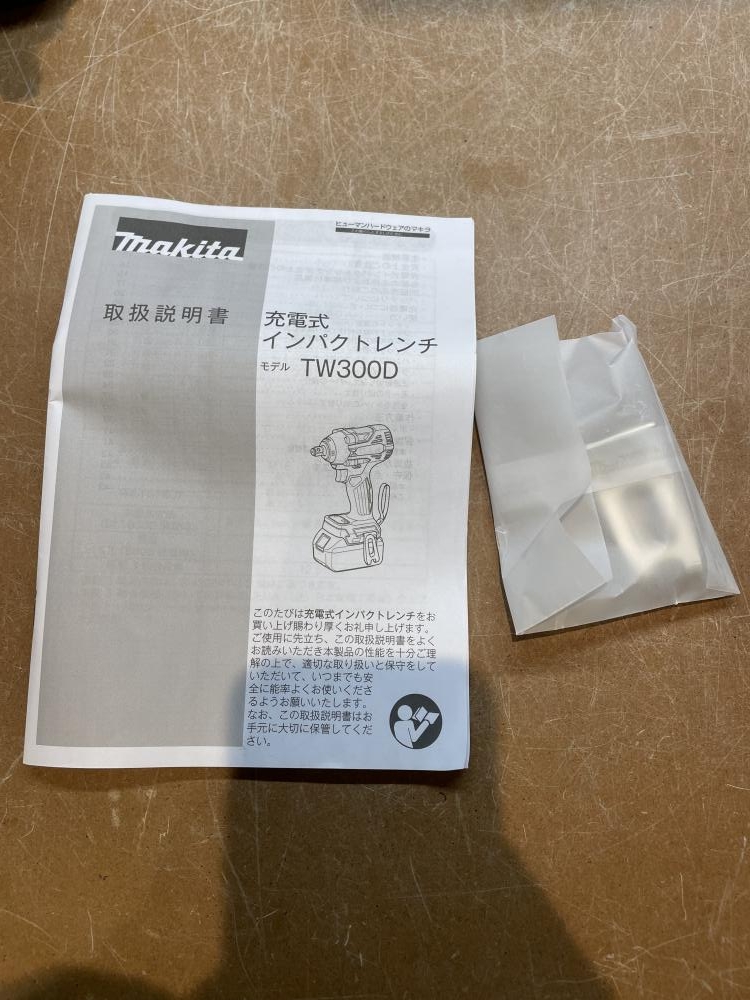 makita
ヒューマンハードウェアのマキタ
取扱説明書
充電式
インパクトレンチ
モデル TW300D
このたびは充電式インパクトレンチをお
買い上げ賜わり厚くお礼申し上げます。
ご使用に先立ち、この取扱説明書をよく
お読みいただき本製品の性能を十分ご理
解の上で、適切な取り扱いと保守をして
いただいて、いつまでも安
全に能率よくお使いくださ
るようお願いいたします。
なお、この取扱説明書はお
手元に大切に保管してくだ
さい。